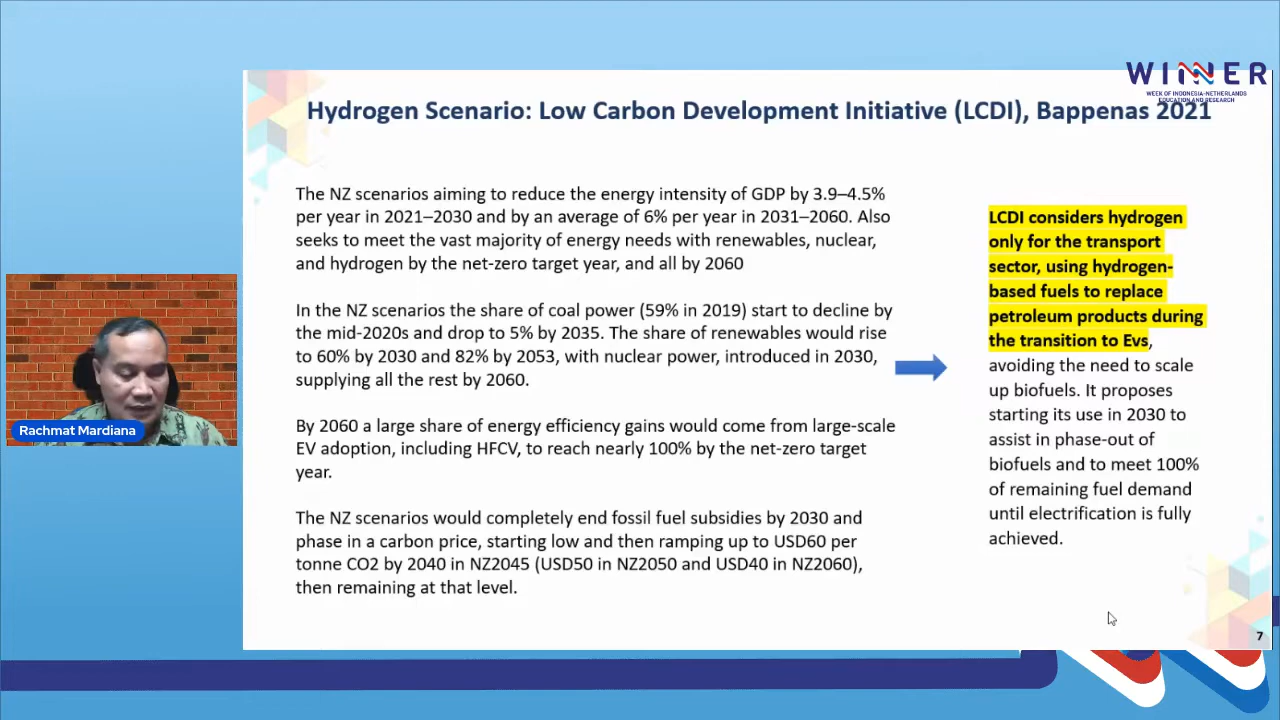 WINNER
WEEK OF INDONESIA-NETHERLANDS
EDUCATION AND RESEARCH
Hydrogen Scenario: Low Carbon Development Initiative (LCDI), Bappenas 2021
The NZ scenarios aiming to reduce the energy intensity of GDP by 3.9–4.5%
per year in 2021–2030 and by an average of 6% per year in 2031–2060. Also
seeks to meet the vast majority of energy needs with renewables, nuclear,
and hydrogen by the net-zero target year, and all by 2060
In the NZ scenarios the share of coal power (59% in 2019) start to decline by
the mid-2020s and drop to 5% by 2035. The share of renewables would rise
to 60% by 2030 and 82% by 2053, with nuclear power, introduced in 2030,
supplying all the rest by 2060.
By 2060 a large share of energy efficiency gains would come from large-scale
EV adoption, including HFCV, to reach nearly 100% by the net-zero target
year.
The NZ scenarios would completely end fossil fuel subsidies by 2030 and
phase in a carbon price, starting low and then ramping up to USD60 per
tonne CO2 by 2040 in NZ2045 (USD50 in NZ2050 and USD40 in NZ2060),
then remaining at that level.
LCDI considers hydrogen
only for the transport
sector, using hydrogen-
based fuels to replace
petroleum products during
the transition to Evs,
avoiding the need to scale
up biofuels. It proposes
starting its use in 2030 to
assist in phase-out of
biofuels and to meet 100%
of remaining fuel demand
until electrification is fully
achieved.
Rachmat Mardiana
7